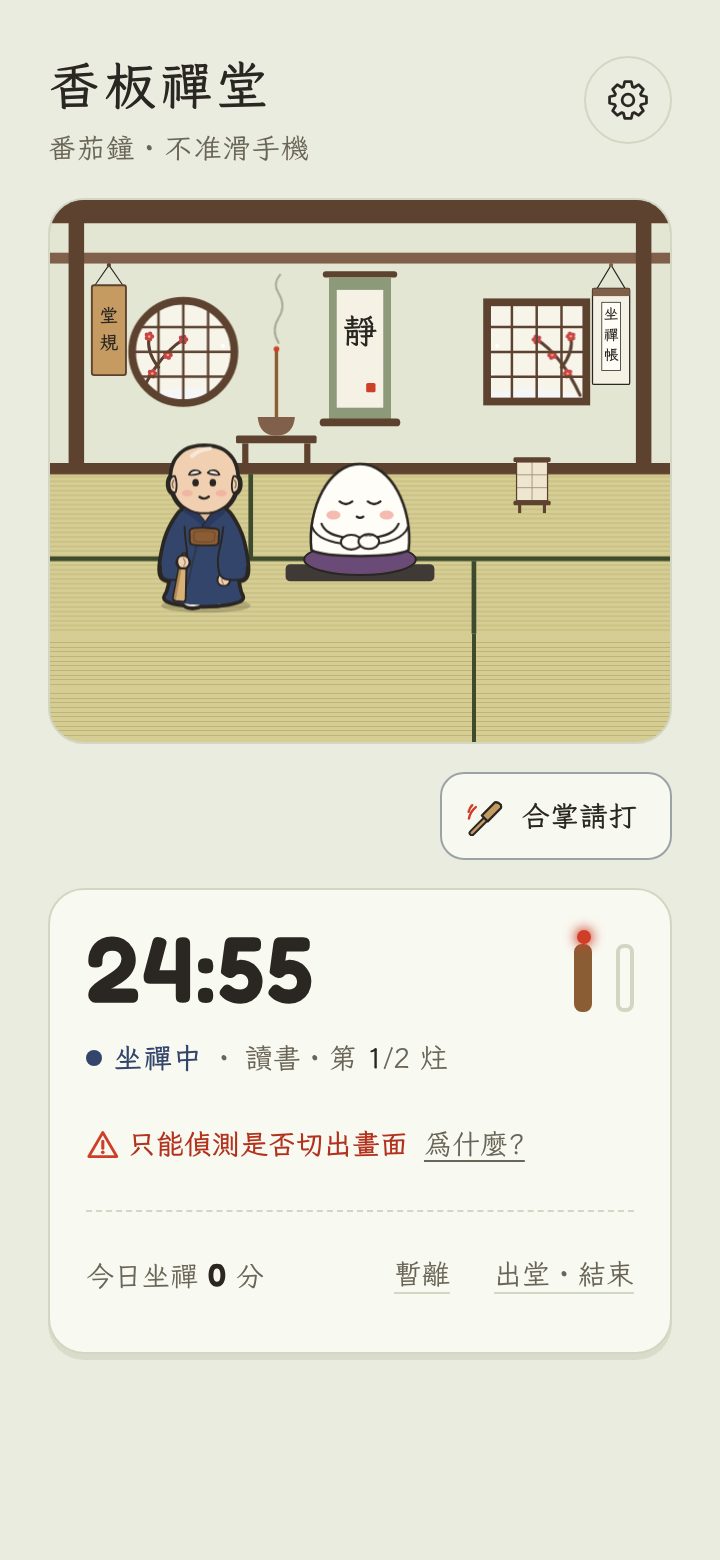 香板禪堂
番茄鐘・不准滑手機
堂規
靜
坐禪帳
合掌請打
24:55
坐禪中・讀書・第 1/2 炷
只能偵測是否切出畫面 為什麼?
今日坐禪 0 分 暫離 出堂・結束